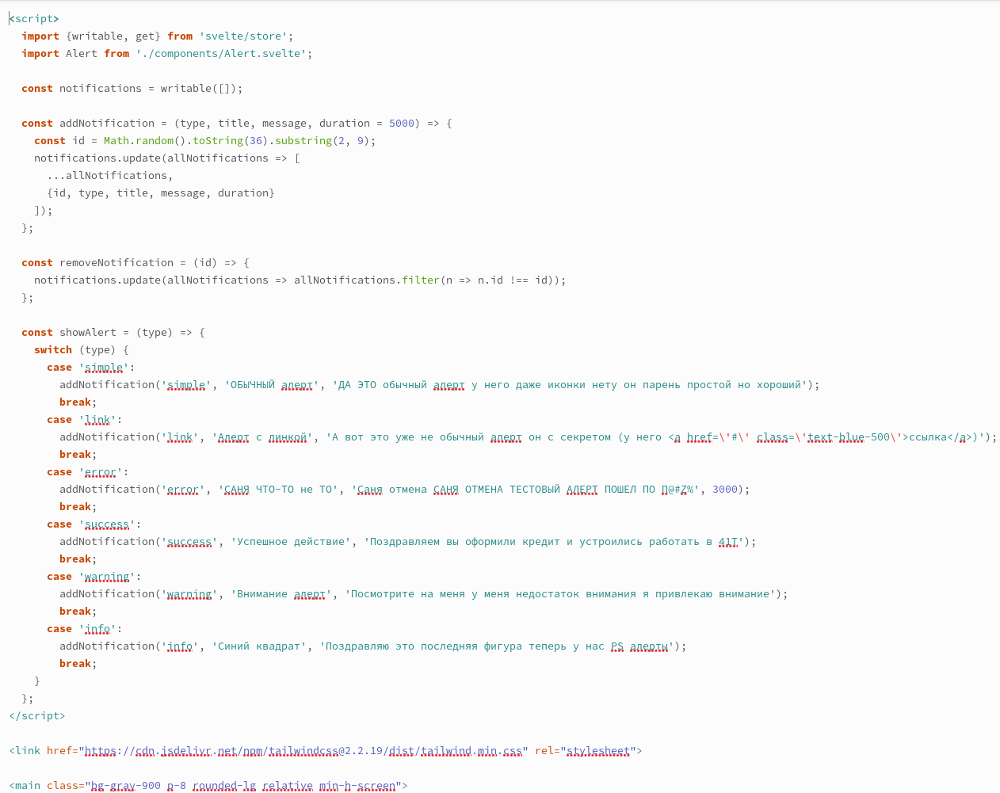 <script>
import {writable, get} from 'svelte/store';
import Alert from './components/Alert.svelte';
const notifications = writable([]);
const addNotification = (type, title, message, duration = 5000) => {
const id = Math.random().toString(36).substring(2, 9);
notifications.update(allNotifications => [
...allNotifications,
{id, type, title, message, duration}
]);
};
const removeNotification = (id) => {
notifications.update(allNotifications => allNotifications.filter(n => n.id !== id));
};
const showAlert = (type) => {
switch (type) {
case 'simple':
addNotification('simple', 'ОБЫЧНЫЙ алерт', 'ДА ЭТО обычный алерт у него даже иконки нету он парень простой но хороший');
break;
case 'link':
addNotification('link', 'Алерт с линкой', 'А вот это уже не обычный алерт он с секретом (у него <a href=\'#\' class=\'text-blue-500\'>ссылка</a>)');
break;
case 'error':
addNotification('error', 'САНЯ ЧТО-ТО не ТО', 'Саня отмена САНЯ ОТМЕНА ТЕСТОВЫЙ АЛЕРТ ПОШЕЛ ПО П@#Z%', 3000);
break;
case 'success':
addNotification('success', 'Успешное действие', 'Поздравляем вы оформили кредит и устроились работать в 41Т');
break;
case 'warning':
addNotification('warning', 'Внимание алерт', 'Посмотрите на меня у меня недостаток внимания я привлекаю внимание');
break;
case 'info':
addNotification('info', 'Синий квадрат', 'Поздравляю это последняя фигура теперь у нас PS алерты');
break;
}
};
</script>
<link href="https://cdn.jsdelivr.net/npm/tailwindcss@2.2.19/dist/tailwind.min.css" rel="stylesheet">
<main class="bg-gray-900 p-8 rounded-lg relative min-h-screen">